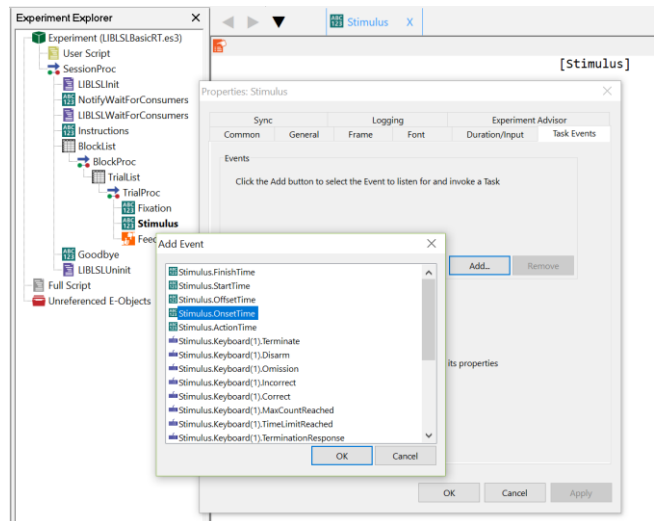 Experiment Explorer X
Experiment (LIBLSLBasicRT.es3)
User Script
SessionProc
LIBLSLInit
NotifyWaitForConsumers
LIBLSLWaitForConsumers
Instructions
BlockList
BlockProc
TrialList
TrialProc
Fixation
Stimulus
Feed
Goodbye
LIBLSLUninit
Full Script
Unreferenced E-Objects
Stimulus X
[Stimulus]
Properties: Stimulus
Sync Logging Experiment Advisor
Common General Frame Font Duration/Input Task Events
Events
Click the Add button to select the Event to listen for and invoke a Task
Add... Remove
its properties
OK Cancel Apply
Add Event
Stimulus.FinishTime
Stimulus.StartTime
Stimulus.OffsetTime
Stimulus.OnsetTime
Stimulus.ActionTime
Stimulus.Keyboard(1).Terminate
Stimulus.Keyboard(1).Disarm
Stimulus.Keyboard(1).Omission
Stimulus.Keyboard(1).Incorrect
Stimulus.Keyboard(1).Correct
Stimulus.Keyboard(1).MaxCountReached
Stimulus.Keyboard(1).TimeLimitReached
Stimulus.Keyboard(1).TerminationResponse
OK Cancel